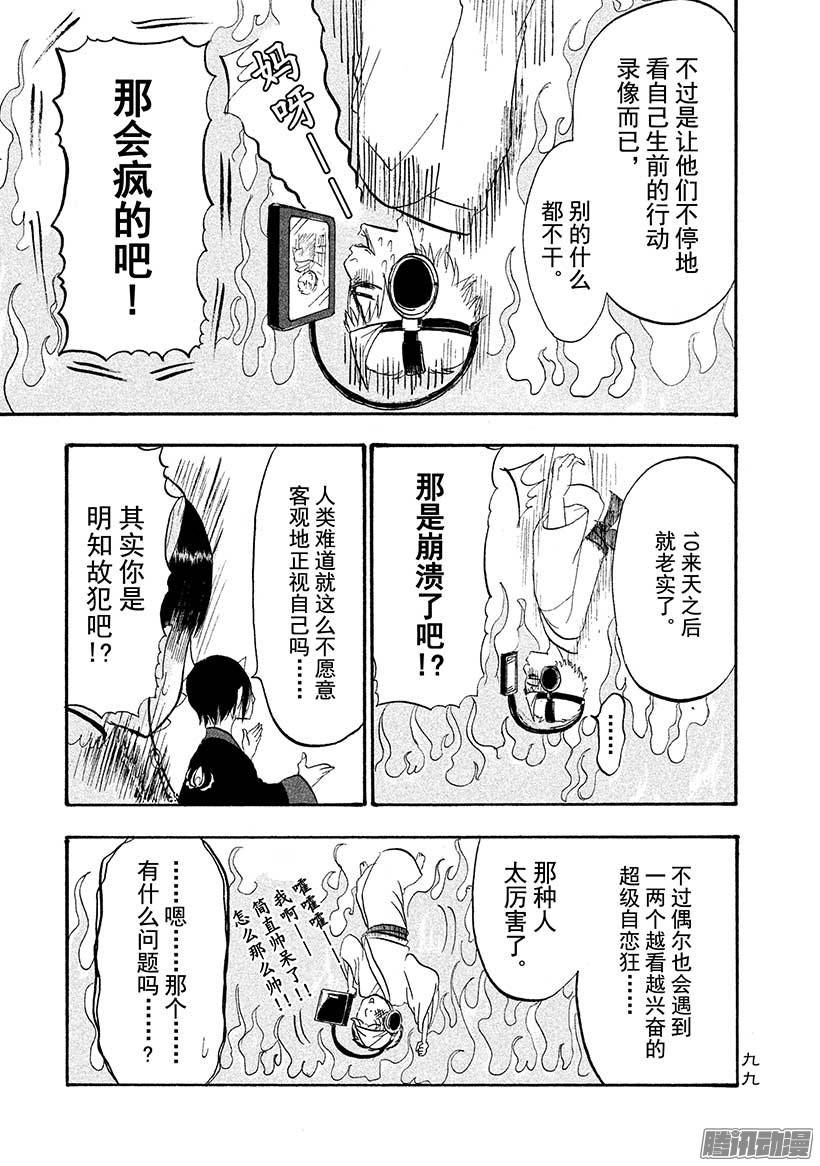 不过是让他们不停地
看自己生前的行动
录像而已，
别的什么
都不干。
妈呀——
那会疯的吧！
10来天之后
就老实了。
……
那是崩溃了吧!?
人类难道就这么不愿意
客观地正视自己吗……
其实你是
明知故犯吧!?
不过偶尔也会遇到
一两个越看越兴奋的
超级自恋狂……
那种人
太厉害了。
嚯嚯嚯！
我啊——
简直帅呆了
怎么那么帅!!!!
……嗯……那个……
有什么问题吗……?
九九
腾讯动漫